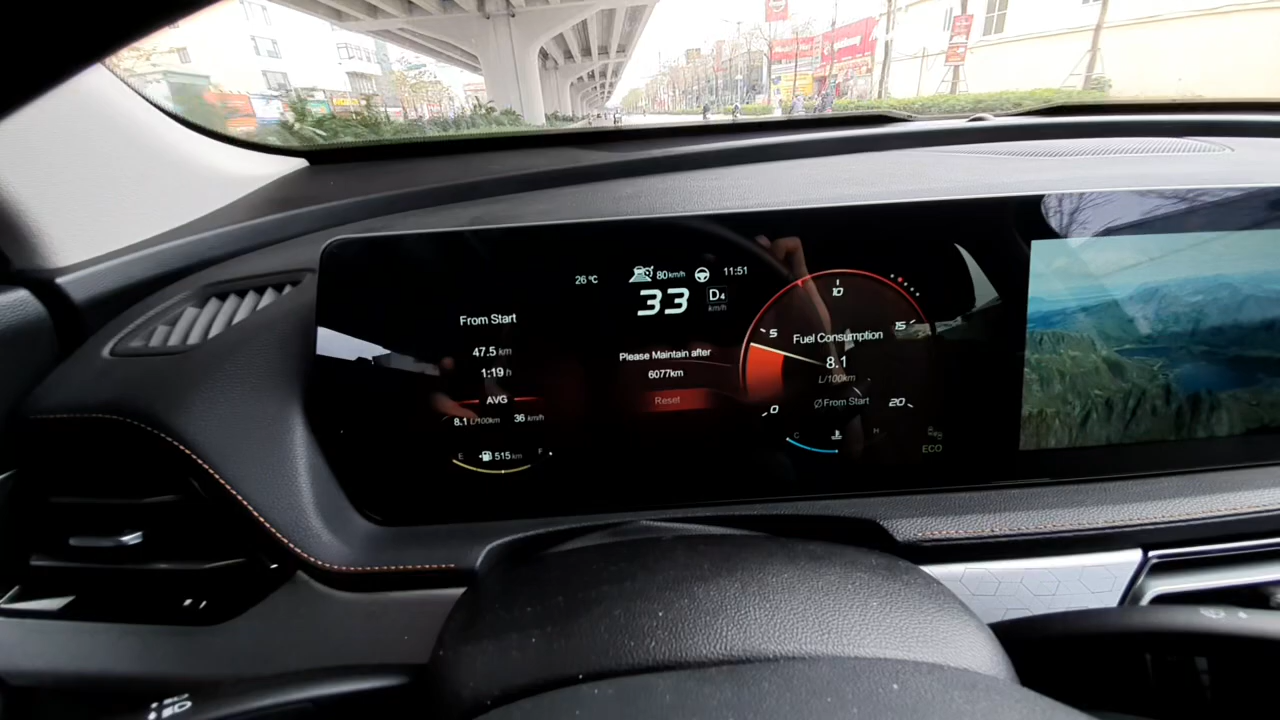 26 °C
80 km/h
11:51
33
D4
km/h
From Start
47.5 km
1:19 h
AVG
8.1 L/100km
36 km/h
E
515 km
F
Please Maintain after
6077km
Reset
0
5
10
15
20
Fuel Consumption
8.1
L/100km
Ø From Start
C
H
ECO